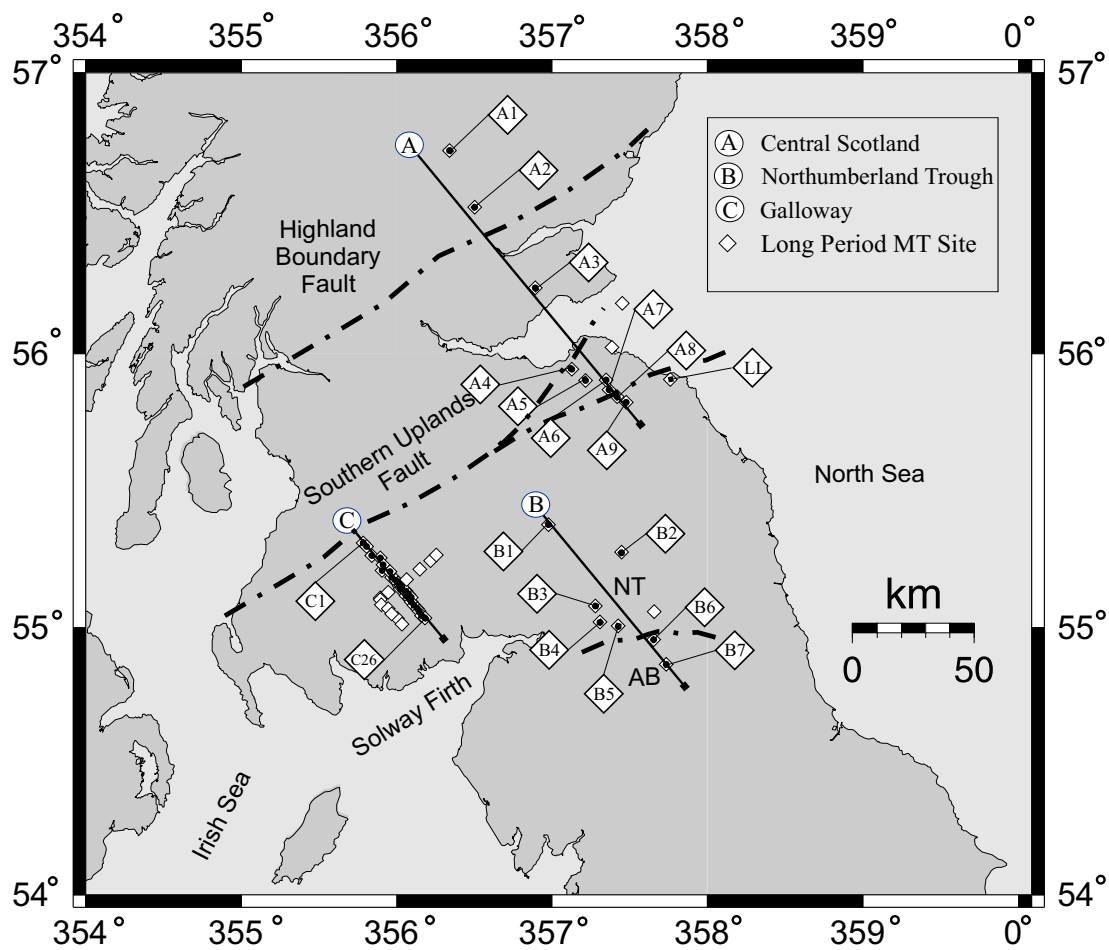 354° 355° 356° 357° 358° 359° 0°
57° 57°
A1
A
A Central Scotland
A2
B Northumberland Trough
C Galloway
Highland
Boundary
Fault
Long Period MT Site
A3
A7
56° 56°
A8
LL
A4
A5
A6
A9
Southern Uplands
Fault
North Sea
B
C
B2
B1
NT
B3
B6
km
C1
55° 55°
B4
B7
C26
AB
0 50
B5
Solway Firth
Irish Sea
54° 54°
354° 355° 356° 357° 358° 359° 0°